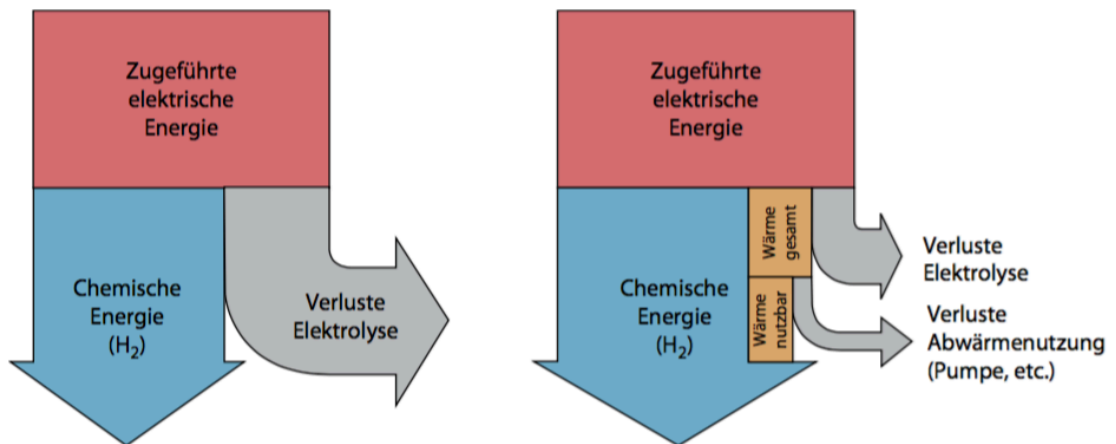 Zugeführte
elektrische
Energie
Chemische
Energie
(H₂)
Verluste
Elektrolyse
Zugeführte
elektrische
Energie
Wärme
gesamt
Chemische
Energie
(H₂)
Wärme
nutzbar
Verluste
Elektrolyse
Verluste
Abwärmenutzung
(Pumpe, etc.)